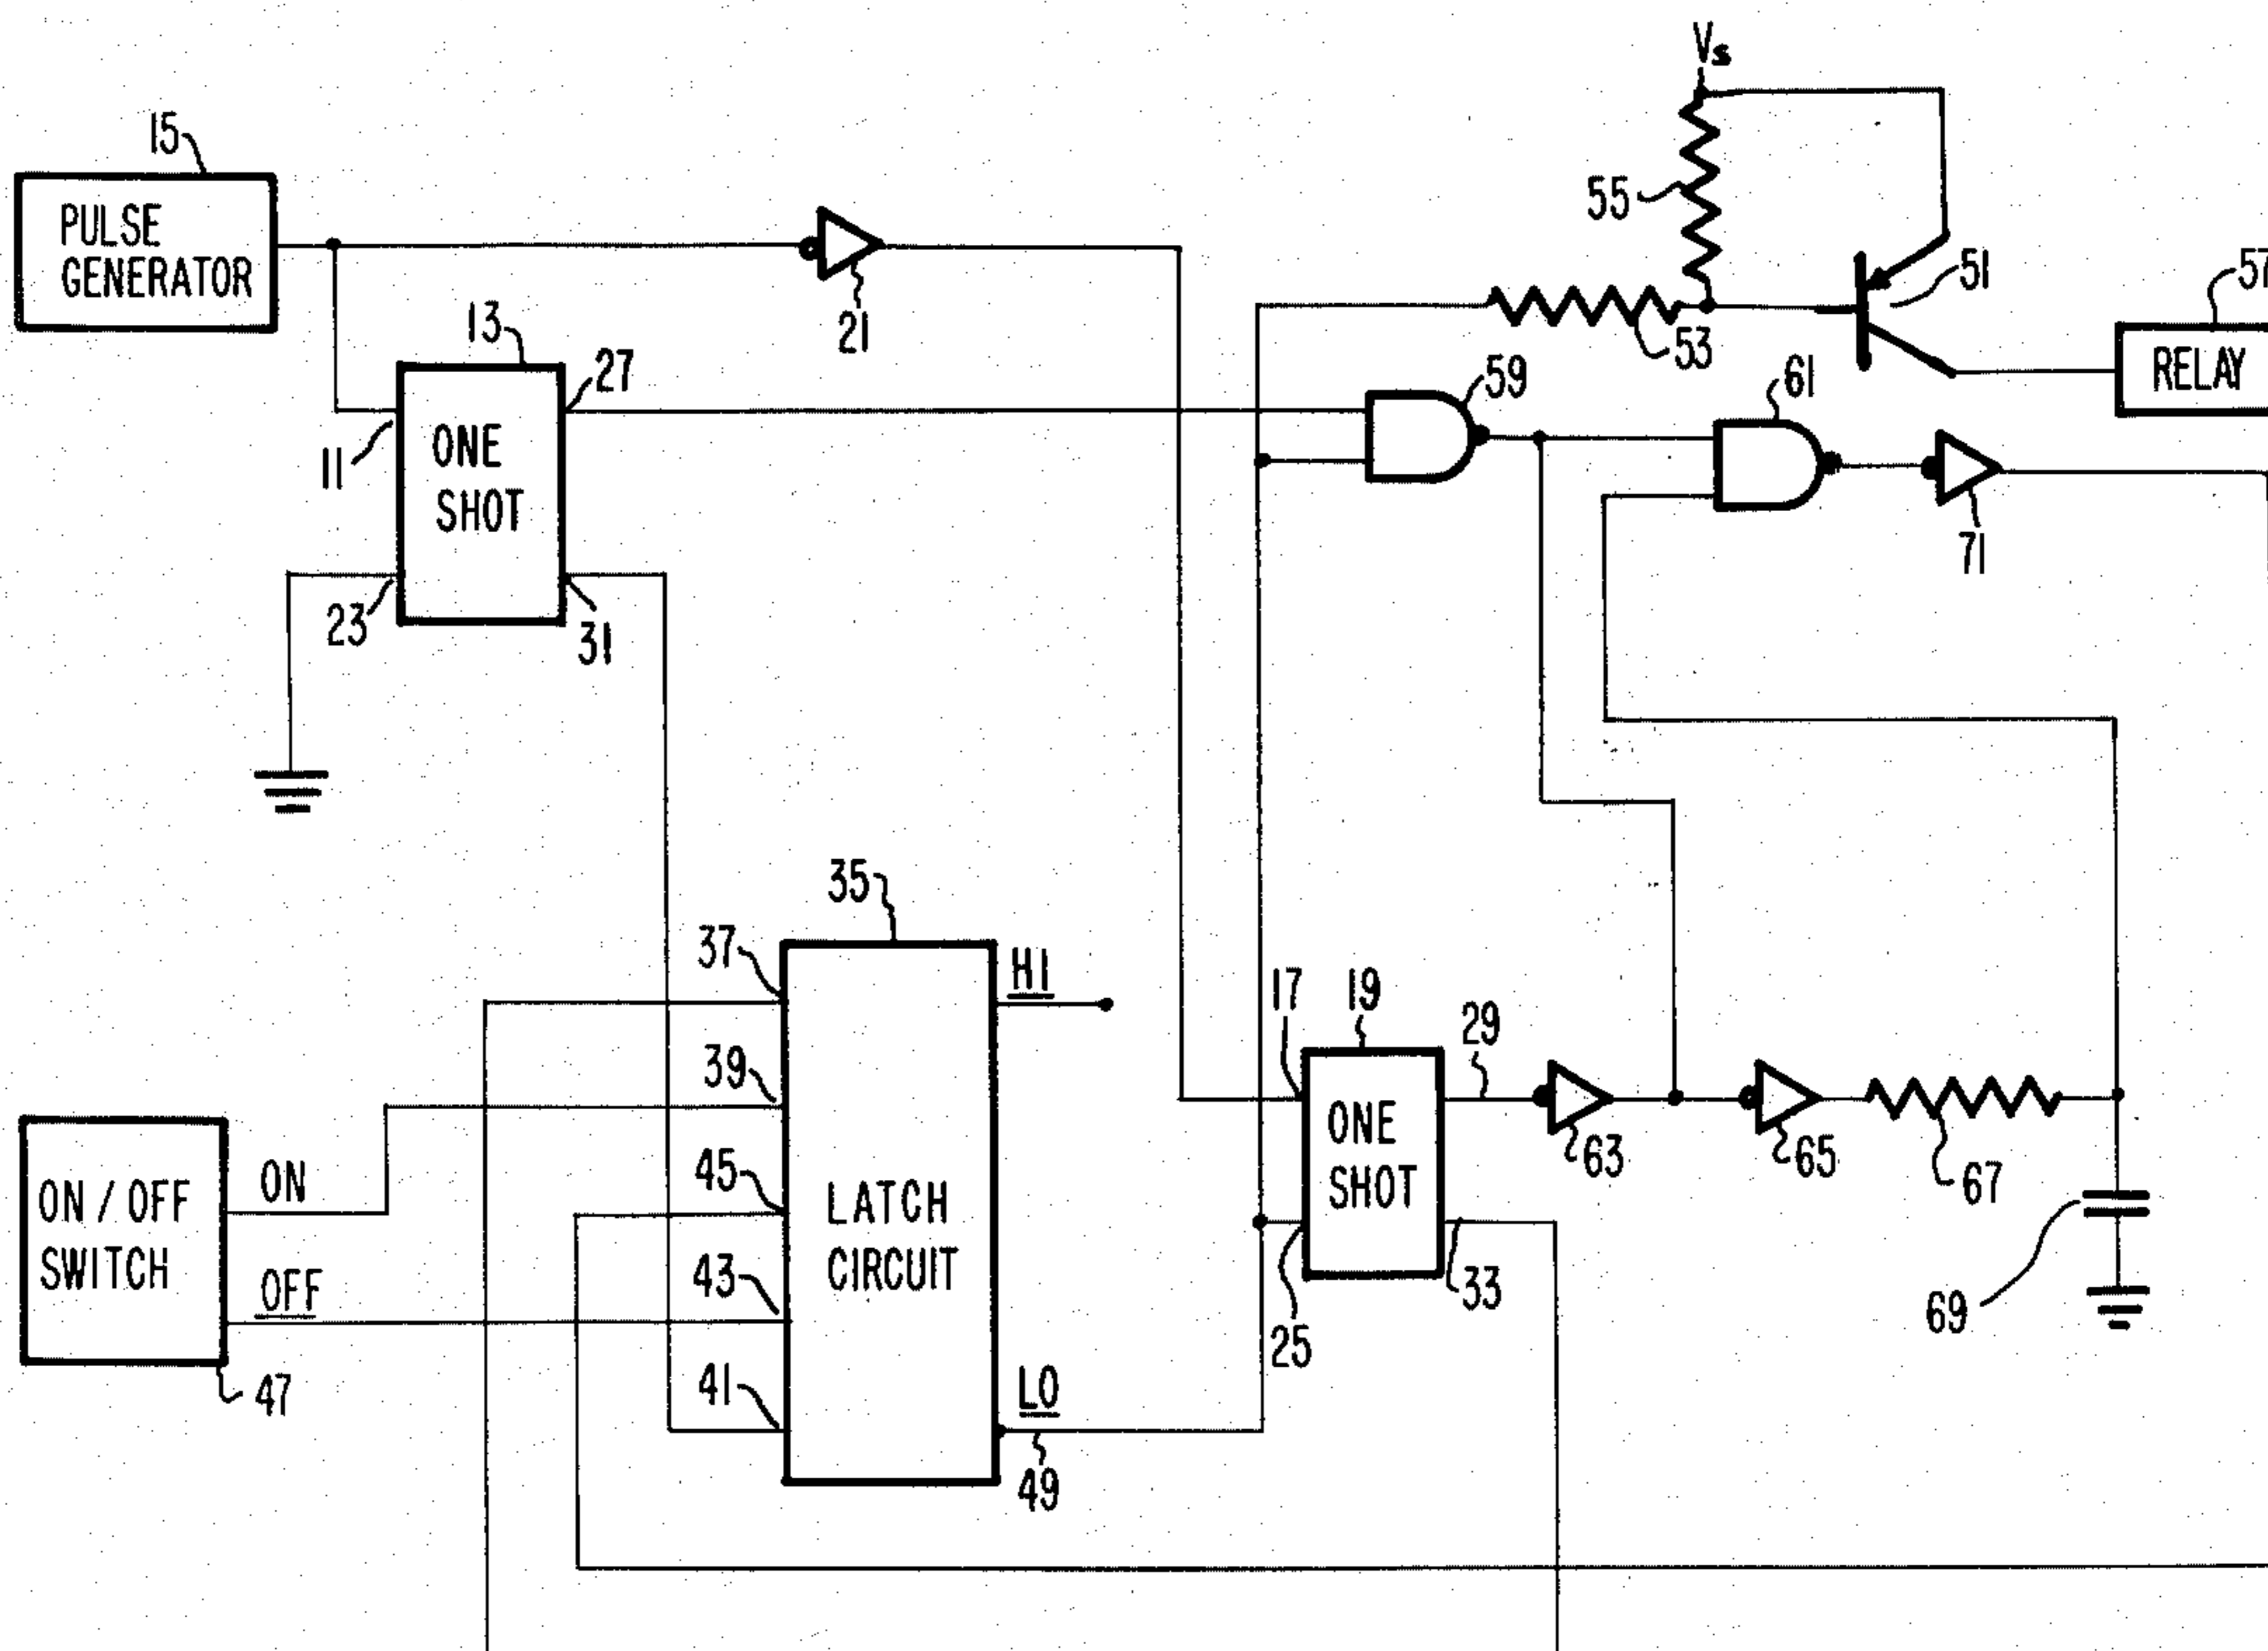 Vs
15
PULSE
GENERATOR
55
51
57
21
13
27
53
RELAY
59
61
11
ONE
SHOT
71
23
31
35
37
HI
17
19
29
39
ONE
SHOT
63
65
67
ON / OFF
SWITCH
ON
45
LATCH
CIRCUIT
OFF
43
33
69
25
47
41
LO
49